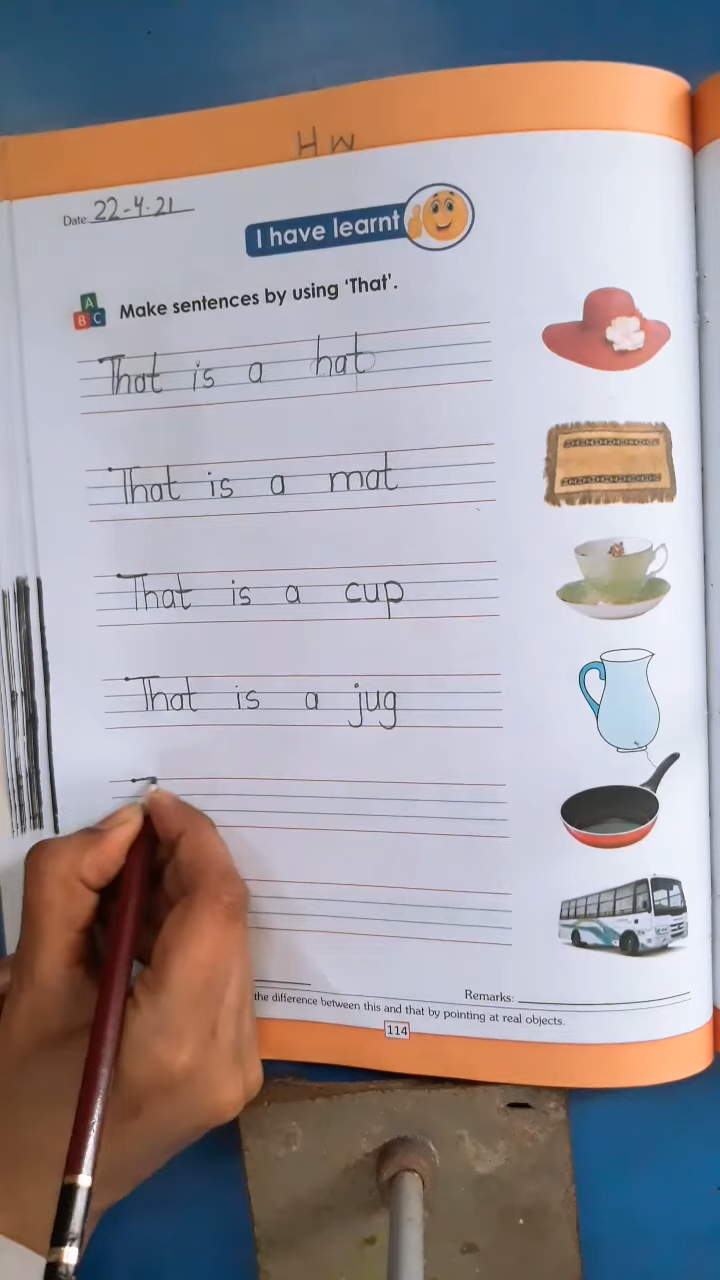 H W
Date: 22-4-21
I have learnt
A
B C
Make sentences by using 'That'.
That is a hat
That is a mat
That is a cup
That is a jug
Remarks:
the difference between this and that by pointing at real objects.
114